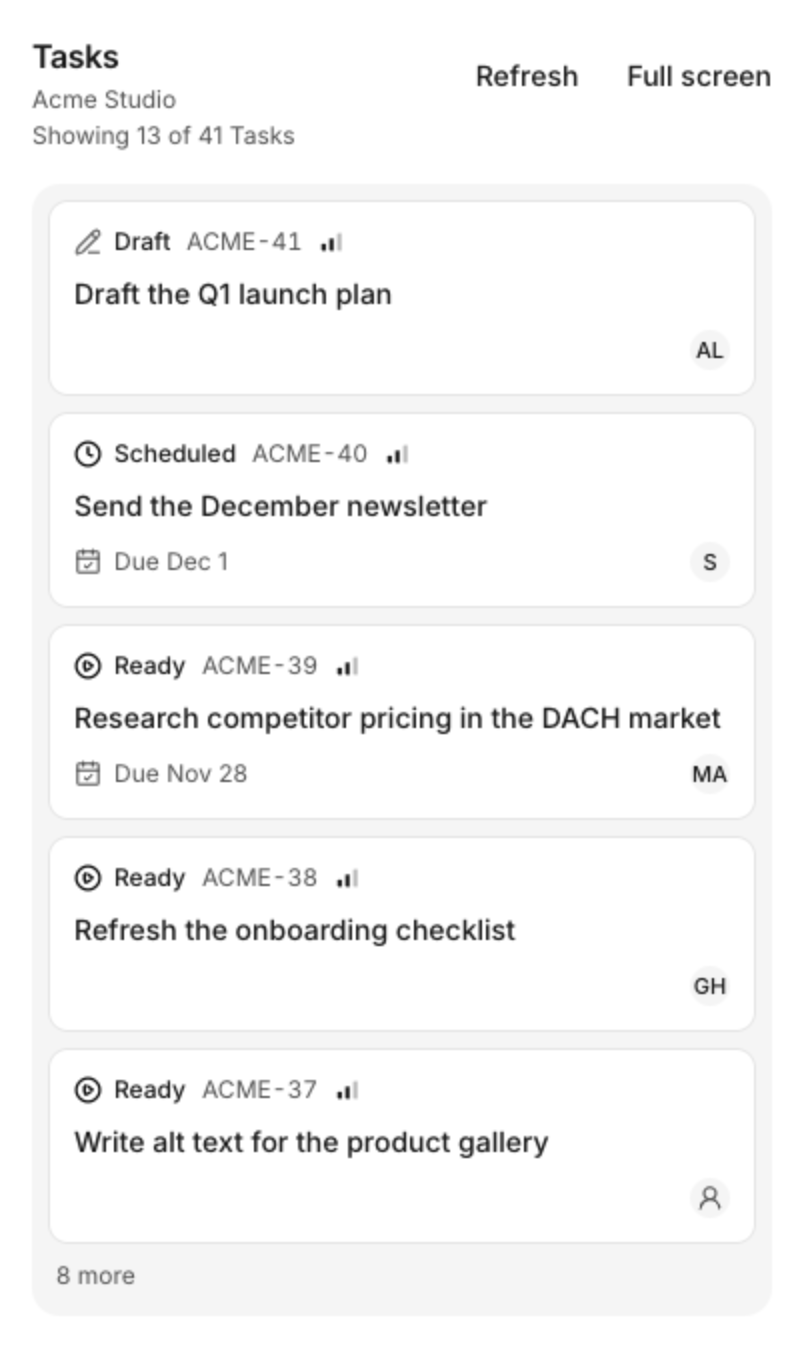 Tasks
Acme Studio
Showing 13 of 41 Tasks
Refresh
Full screen
Draft ACME-41
Draft the Q1 launch plan
AL
Scheduled ACME-40
Send the December newsletter
Due Dec 1
S
Ready ACME-39
Research competitor pricing in the DACH market
Due Nov 28
MA
Ready ACME-38
Refresh the onboarding checklist
GH
Ready ACME-37
Write alt text for the product gallery
8 more